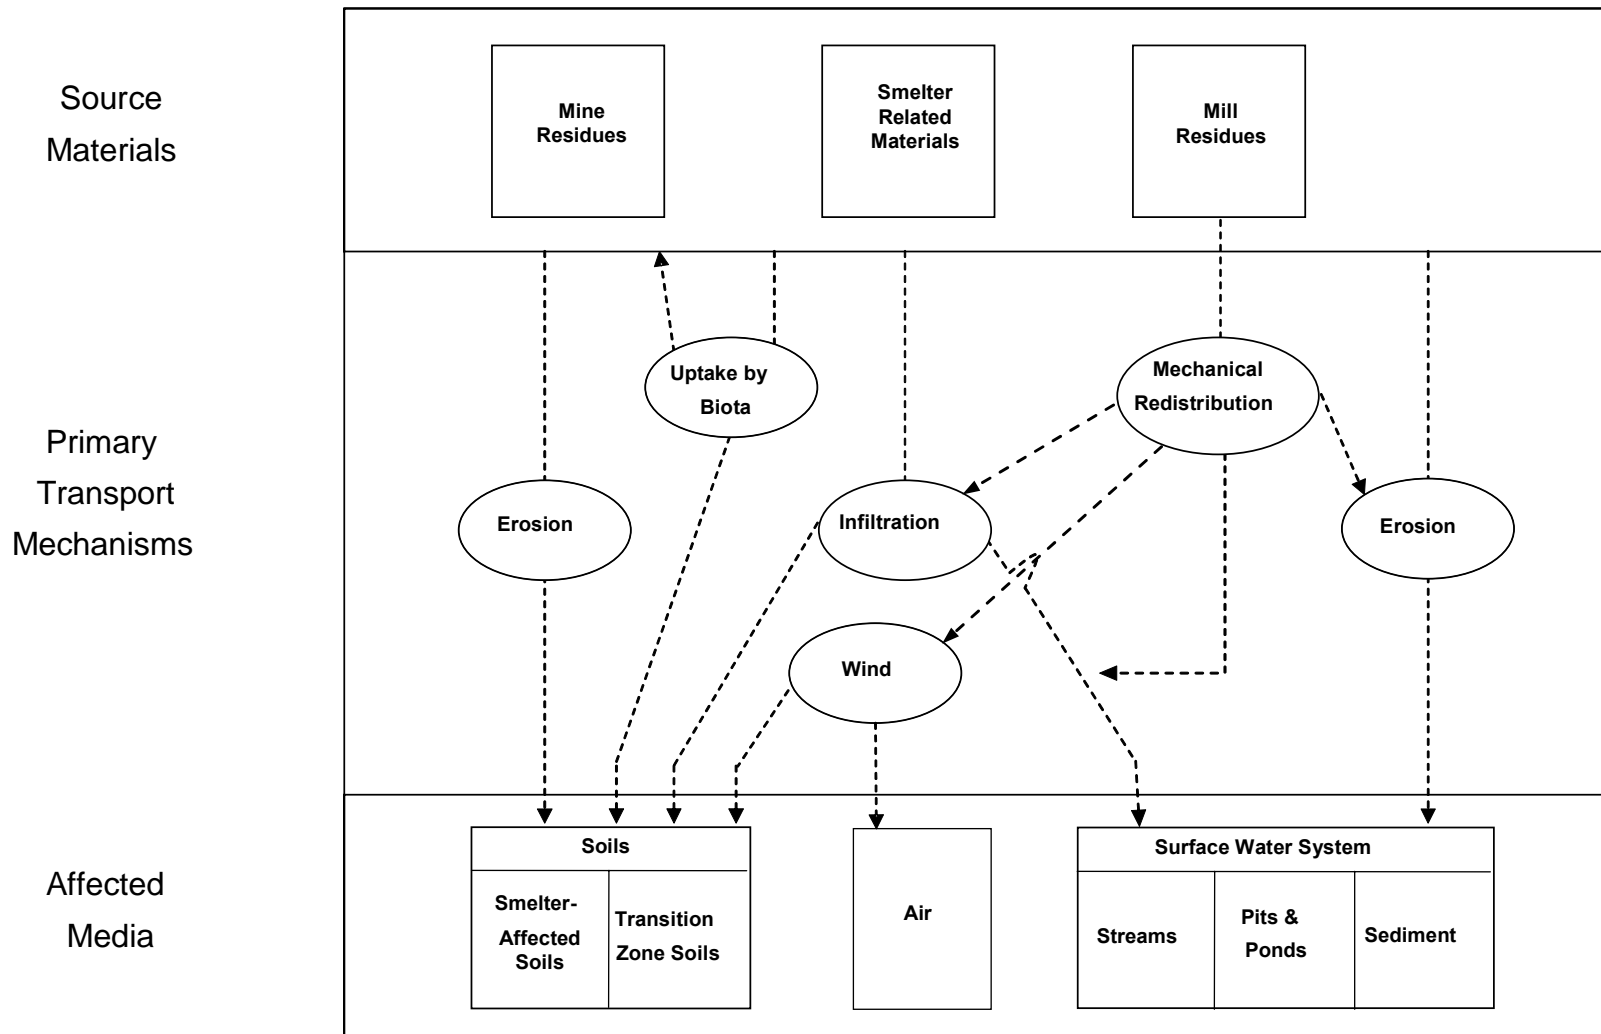 Source
Materials
Mine
Residues
Smelter
Related
Materials
Mill
Residues
Primary
Transport
Mechanisms
Uptake by
Biota
Mechanical
Redistribution
Erosion
Infiltration
Erosion
Wind
Affected
Media
Soils
Smelter-
Affected
Soils
Transition
Zone Soils
Air
Surface Water System
Streams
Pits &
Ponds
Sediment